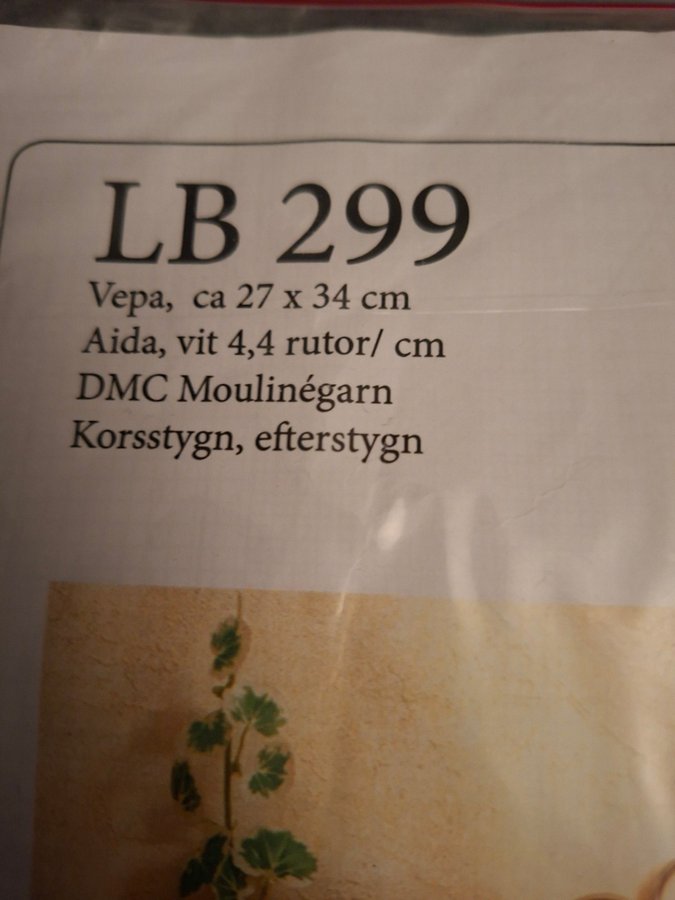 LB 299
Vepa, ca 27 x 34 cm
Aida, vit 4,4 rutor/ cm
DMC Moulinégarn
Korsstygn, efterstygn